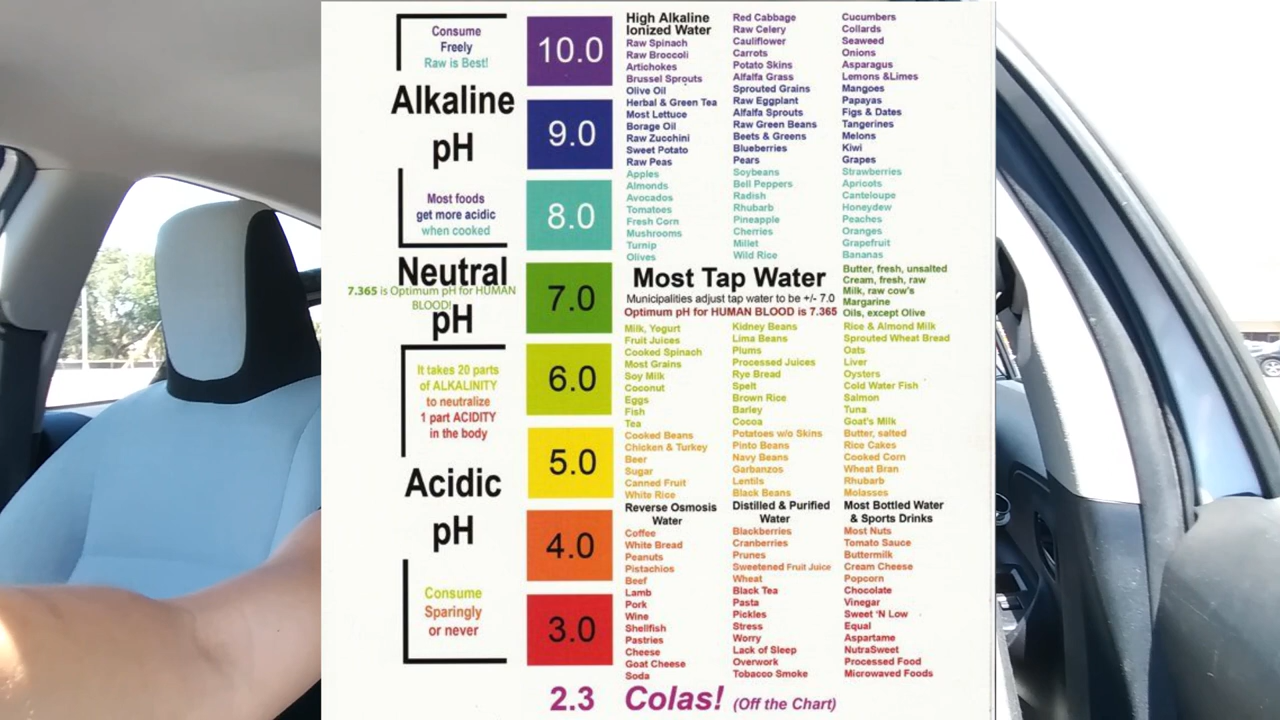 Consume
Freely
Raw is Best!
Alkaline
pH
Most foods
get more acidic
when cooked
Neutral
7.365 is Optimum pH for HUMAN
BLOOD!
pH
It takes 20 parts
of ALKALINITY
to neutralize
1 part ACIDITY
in the body
Acidic
pH
Consume
Sparingly
or never
10.0
9.0
8.0
7.0
6.0
5.0
4.0
3.0
High Alkaline
Ionized Water
Raw Spinach
Raw Broccoli
Artichokes
Brussel Sprouts
Olive Oil
Herbal & Green Tea
Most Lettuce
Borage Oil
Raw Zucchini
Sweet Potato
Raw Peas
Apples
Almonds
Avocados
Tomatoes
Fresh Corn
Mushrooms
Turnip
Olives
Red Cabbage
Raw Celery
Cauliflower
Carrots
Potato Skins
Alfalfa Grass
Sprouted Grains
Raw Eggplant
Alfalfa Sprouts
Raw Green Beans
Beets & Greens
Blueberries
Pears
Soybeans
Bell Peppers
Radish
Rhubarb
Pineapple
Cherries
Millet
Wild Rice
Cucumbers
Collards
Seaweed
Onions
Asparagus
Lemons &Limes
Mangoes
Papayas
Figs & Dates
Tangerines
Melons
Kiwi
Grapes
Strawberries
Apricots
Canteloupe
Honeydew
Peaches
Oranges
Grapefruit
Bananas
Most Tap Water
Municipalities adjust tap water to be +/- 7.0
Optimum pH for HUMAN BLOOD is 7.365
Butter, fresh, unsalted
Cream, fresh, raw
Milk, raw cow's
Margarine
Oils, except Olive
Milk, Yogurt
Fruit Juices
Cooked Spinach
Most Grains
Soy Milk
Coconut
Eggs
Fish
Tea
Cooked Beans
Chicken & Turkey
Beer
Sugar
Canned Fruit
White Rice
Kidney Beans
Lima Beans
Plums
Processed Juices
Rye Bread
Spelt
Brown Rice
Barley
Cocoa
Potatoes w/o Skins
Pinto Beans
Navy Beans
Garbanzos
Lentils
Black Beans
Rice & Almond Milk
Sprouted Wheat Bread
Oats
Liver
Oysters
Cold Water Fish
Salmon
Tuna
Goat's Milk
Butter, salted
Rice Cakes
Cooked Corn
Wheat Bran
Rhubarb
Molasses
Reverse Osmosis
Water
Coffee
White Bread
Peanuts
Pistachios
Beef
Lamb
Pork
Wine
Shellfish
Pastries
Cheese
Goat Cheese
Soda
Distilled & Purified
Water
Blackberries
Cranberries
Prunes
Sweetened Fruit Juice
Wheat
Black Tea
Pasta
Pickles
Stress
Worry
Lack of Sleep
Overwork
Tobacco Smoke
Most Bottled Water
& Sports Drinks
Most Nuts
Tomato Sauce
Buttermilk
Cream Cheese
Popcorn
Chocolate
Vinegar
Sweet 'N Low
Equal
Aspartame
NutraSweet
Processed Food
Microwaved Foods
2.3 Colas! (Off the Chart)